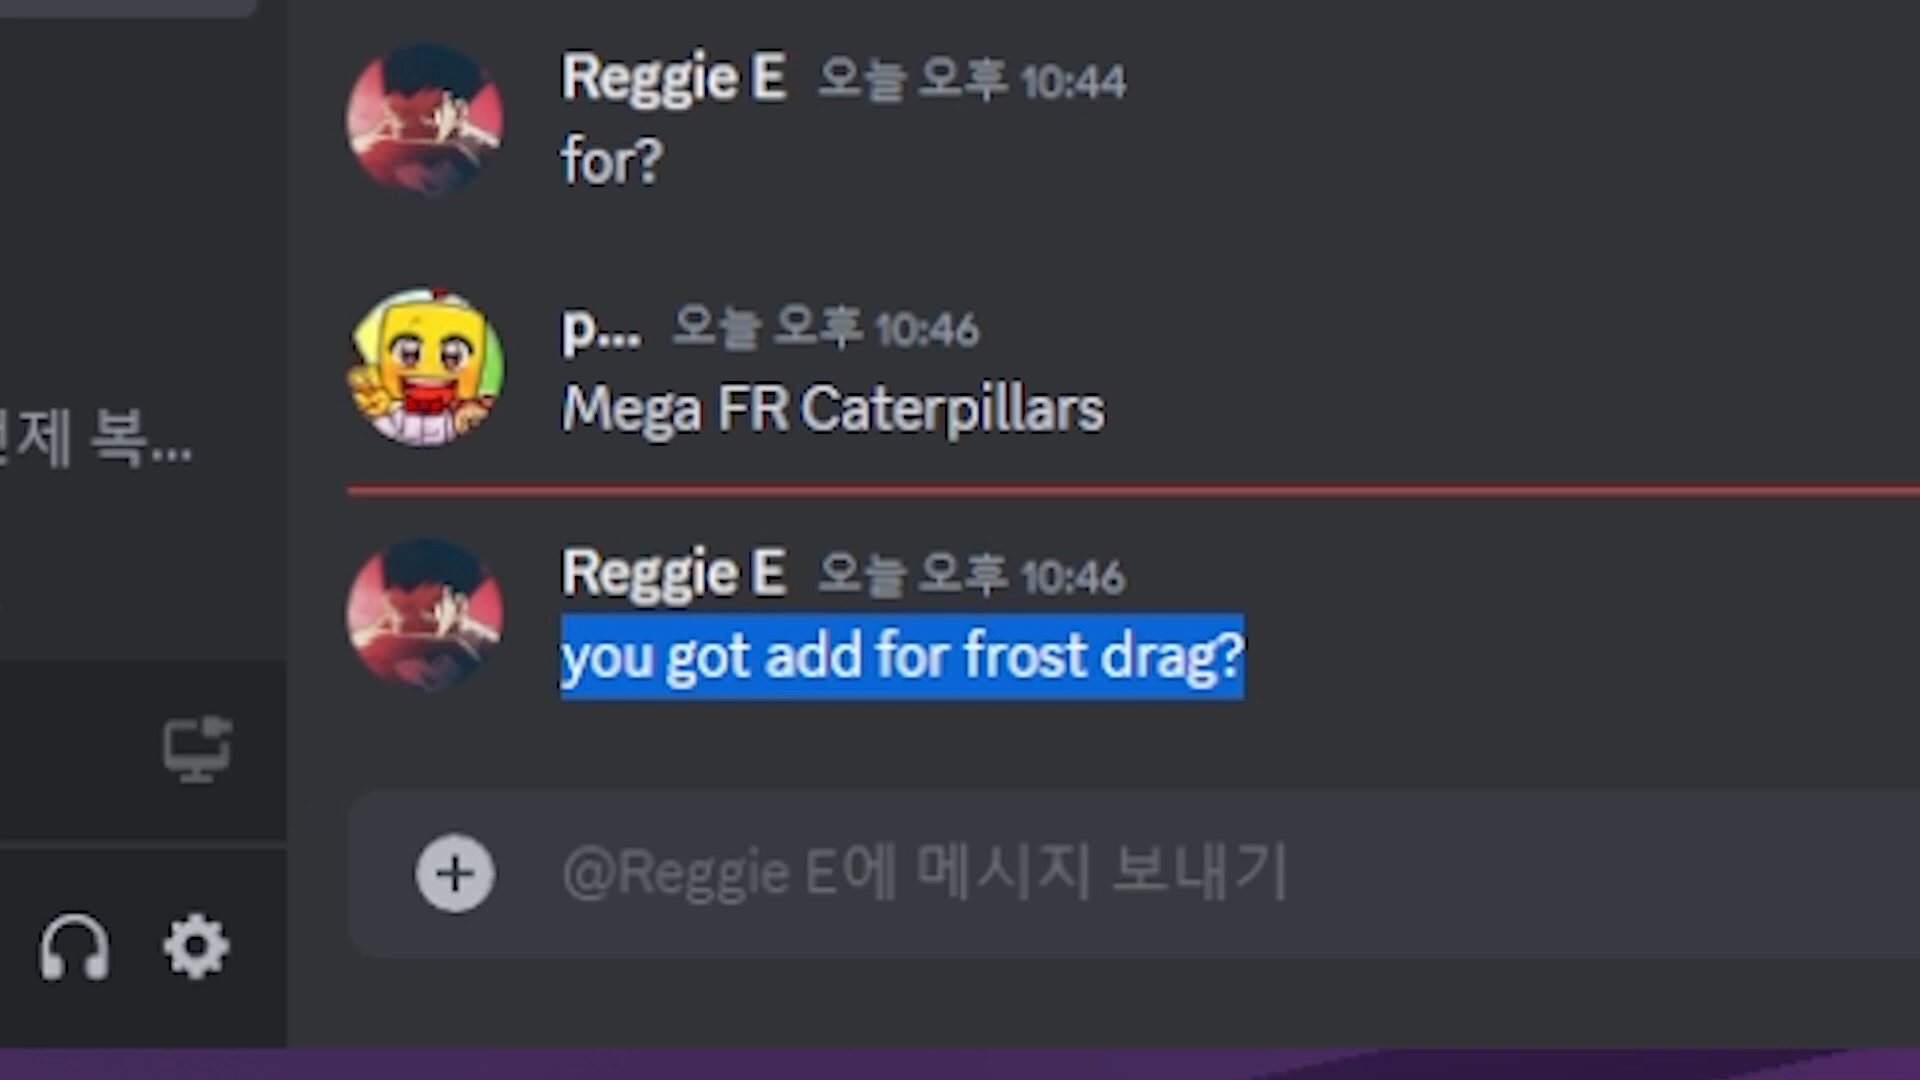 Reggie E 오늘 오후 10:44
for?
p... 오늘 오후 10:46
Mega FR Caterpillars
복...
Reggie E 오늘 오후 10:46
you got add for frost drag?
@Reggie E에 메시지 보내기